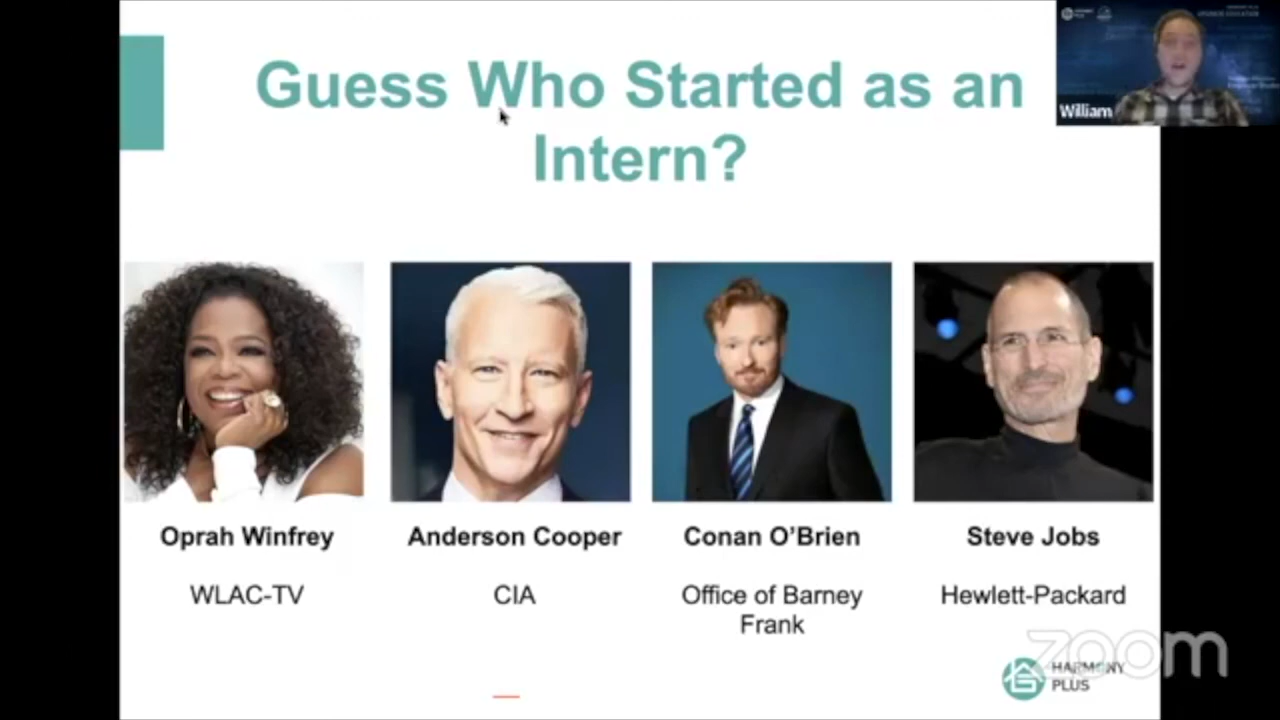 Guess Who Started as an
Intern?
William
Oprah Winfrey
Anderson Cooper
Conan O’Brien
Steve Jobs
WLAC-TV
CIA
Office of Barney
Frank
Hewlett-Packard
zoom
HARMONY
PLUS